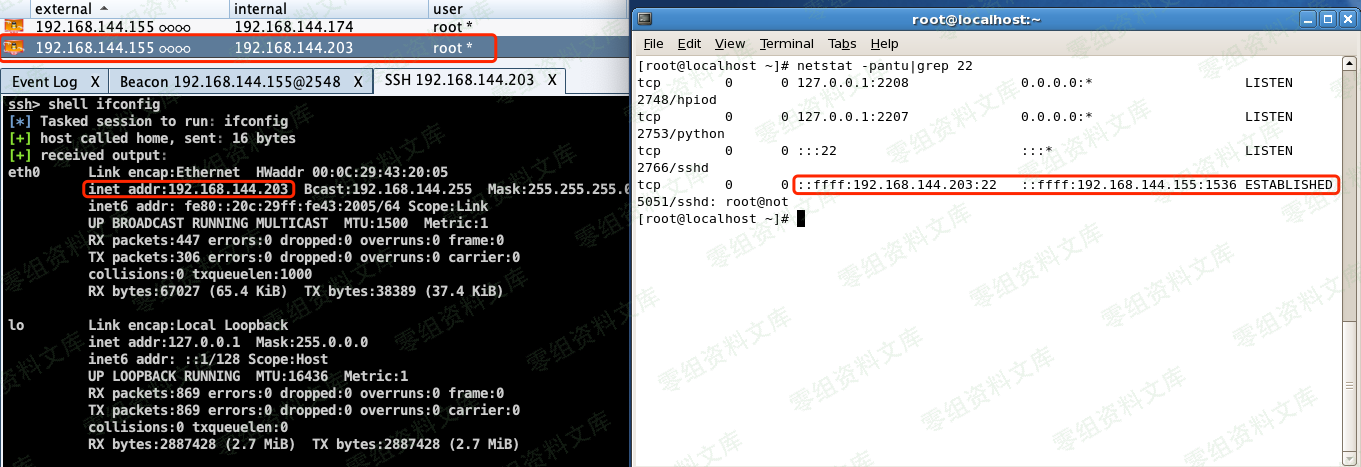 external internal user
192.168.144.155 oooo 192.168.144.174 root *
192.168.144.155 oooo 192.168.144.203 root *
Event Log X Beacon 192.168.144.155@2548 X SSH 192.168.144.203 X
ssh> shell ifconfig
[*] Tasked session to run: ifconfig
[+] host called home, sent: 16 bytes
[+] received output:
eth0 Link encap:Ethernet HWaddr 00:0C:29:43:20:05
inet addr:192.168.144.203 Bcast:192.168.144.255 Mask:255.255.255.0
inet6 addr: fe80::20c:29ff:fe43:2005/64 Scope:Link
UP BROADCAST RUNNING MULTICAST MTU:1500 Metric:1
RX packets:447 errors:0 dropped:0 overruns:0 frame:0
TX packets:306 errors:0 dropped:0 overruns:0 carrier:0
collisions:0 txqueuelen:1000
RX bytes:67027 (65.4 KiB) TX bytes:38389 (37.4 KiB)
lo Link encap:Local Loopback
inet addr:127.0.0.1 Mask:255.0.0.0
inet6 addr: ::1/128 Scope:Host
UP LOOPBACK RUNNING MTU:16436 Metric:1
RX packets:869 errors:0 dropped:0 overruns:0 frame:0
TX packets:869 errors:0 dropped:0 overruns:0 carrier:0
collisions:0 txqueuelen:0
RX bytes:2887428 (2.7 MiB) TX bytes:2887428 (2.7 MiB)
root@localhost:~
File Edit View Terminal Tabs Help
[root@localhost ~]# netstat -pantu|grep 22
tcp 0 0 127.0.0.1:2208 0.0.0.0:* LISTEN
2748/hpiod
tcp 0 0 127.0.0.1:2207 0.0.0.0:* LISTEN
2753/python
tcp 0 0 :::22 :::* LISTEN
2766/sshd
tcp 0 0 ::ffff:192.168.144.203:22 ::ffff:192.168.144.155:1536 ESTABLISHED
5051/sshd: root@not
[root@localhost ~]#
零组资料文库